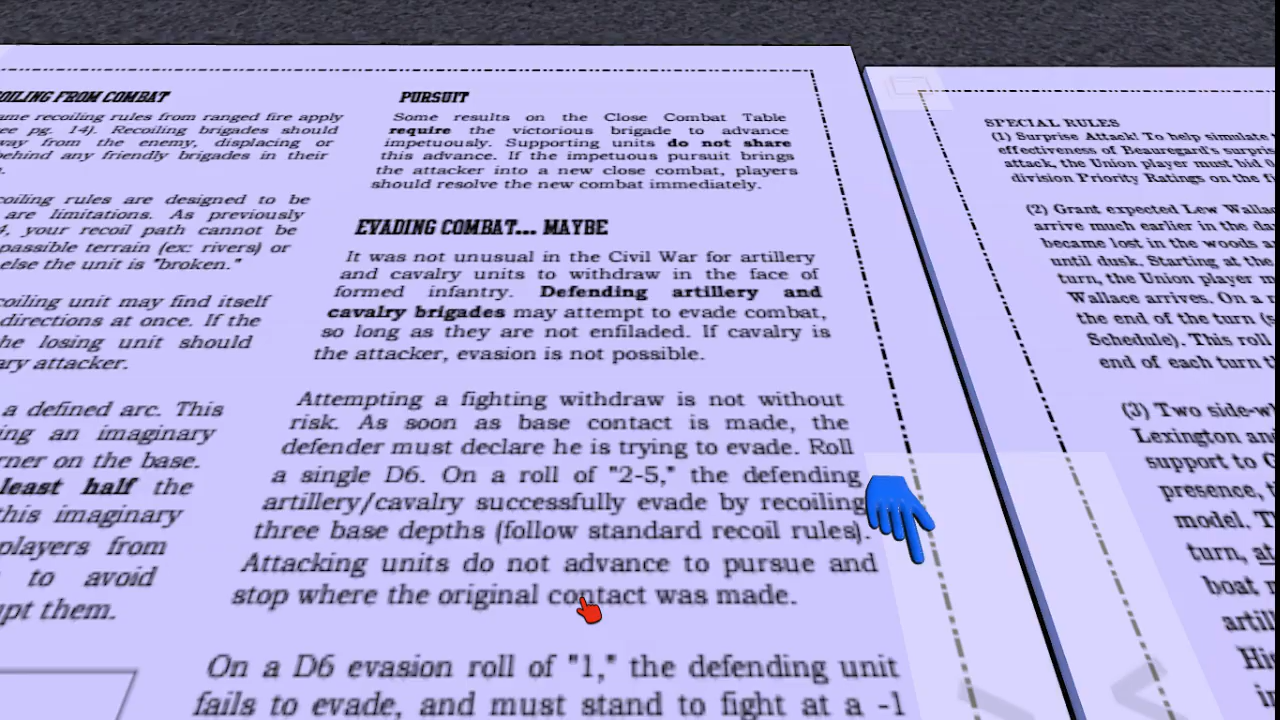 OILING FROM COMBAT
ame recoiling rules from ranged fire apply
ee pg. 14). Recoiling brigades should
way from the enemy, displacing or
behind any friendly brigades in their
coiling rules are designed to be
are limitations. As previously
4, your recoil path cannot be
passible terrain (ex: rivers) or
else the unit is "broken."
coiling unit may find itself
directions at once. If the
he losing unit should
ary attacker.
a defined arc. This
ing an imaginary
rner on the base.
least half the
this imaginary
players from
to avoid
upt them.
PURSUIT
Some results on the Close Combat Table
require the victorious brigade to advance
impetuously. Supporting units do not share
this advance. If the impetuous pursuit brings
the attacker into a new close combat, players
should resolve the new combat immediately.
EVADING COMBAT... MAYBE
It was not unusual in the Civil War for artillery
and cavalry units to withdraw in the face of
formed infantry. Defending artillery and
cavalry brigades may attempt to evade combat,
so long as they are not enfiladed. If cavalry is
the attacker, evasion is not possible.
Attempting a fighting withdraw is not without
risk. As soon as base contact is made, the
defender must declare he is trying to evade. Roll
a single D6. On a roll of "2-5," the defending
artillery/cavalry successfully evade by recoiling
three base depths (follow standard recoil rules).
Attacking units do not advance to pursue and
stop where the original contact was made.
On a D6 evasion roll of "1," the defending unit
fails to evade, and must stand to fight at a -1
SPECIAL RULES
(1) Surprise Attack! To help simulate
effectiveness of Beauregard's surpris
attack, the Union player must bid 0
division Priority Ratings on the fi
(2) Grant expected Lew Wallac
arrive much earlier in the da
became lost in the woods a
until dusk. Starting at the
turn, the Union player m
Wallace arrives. On a r
the end of the turn (s
Schedule). This roll
end of each turn t
(3) Two side-w
Lexington and
support to G
presence, t
model. T
turn, at
boat m
artill
Hi
in